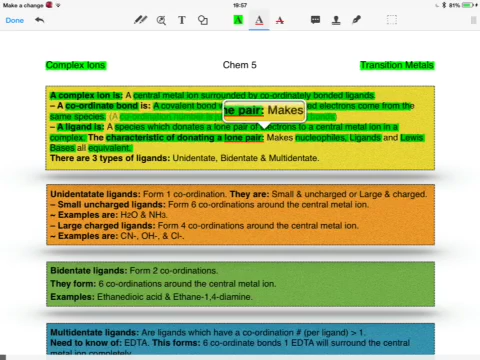 Make a change
19:57
81%
Done
T
A
A
A
Complex Ions
Chem 5
Transition Metals
A complex ion is: A central metal ion surrounded by co-ordinately bonded ligands.
– A co-ordinate bond is: A covalent bond ed electrons come from the
ne pair: Makes
same species. (A co-ordination number is
– A ligand is: A species which donates a lone pair of electrons to a central metal ion in a
complex. The characteristic of donating a lone pair: Makes nucleophiles, Ligands and Lewis
Bases all equivalent.
There are 3 types of ligands: Unidentate, Bidentate & Multidentate.
Unidentatate ligands: Form 1 co-ordination. They are: Small & uncharged or Large & charged.
– Small uncharged ligands: Form 6 co-ordinations around the central metal ion.
– Examples are: H2O & NH3.
– Large charged ligands: Form 4 co-ordinations around the central metal ion.
– Examples are: CN-, OH-, & Cl-.
Bidentate ligands: Form 2 co-ordinations.
They form: 6 co-ordinations around the central metal ion.
Examples: Ethanedioic acid & Ethane-1,4-diamine.
Multidentate ligands: Are ligands which have a co-ordination # (per ligand) > 1.
Need to know of: EDTA. This forms: 6 co-ordinate bonds 1 EDTA will surround the central
metal ion completely.